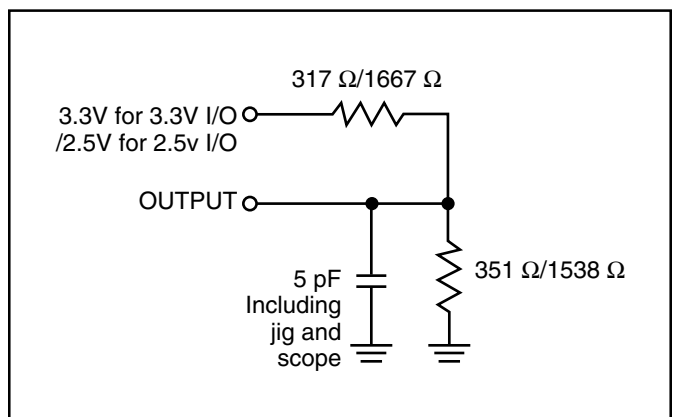 317 Ω/1667 Ω
3.3V for 3.3V I/O
/2.5V for 2.5v I/O
OUTPUT
351 Ω/1538 Ω
5 pF
Including
jig and
scope